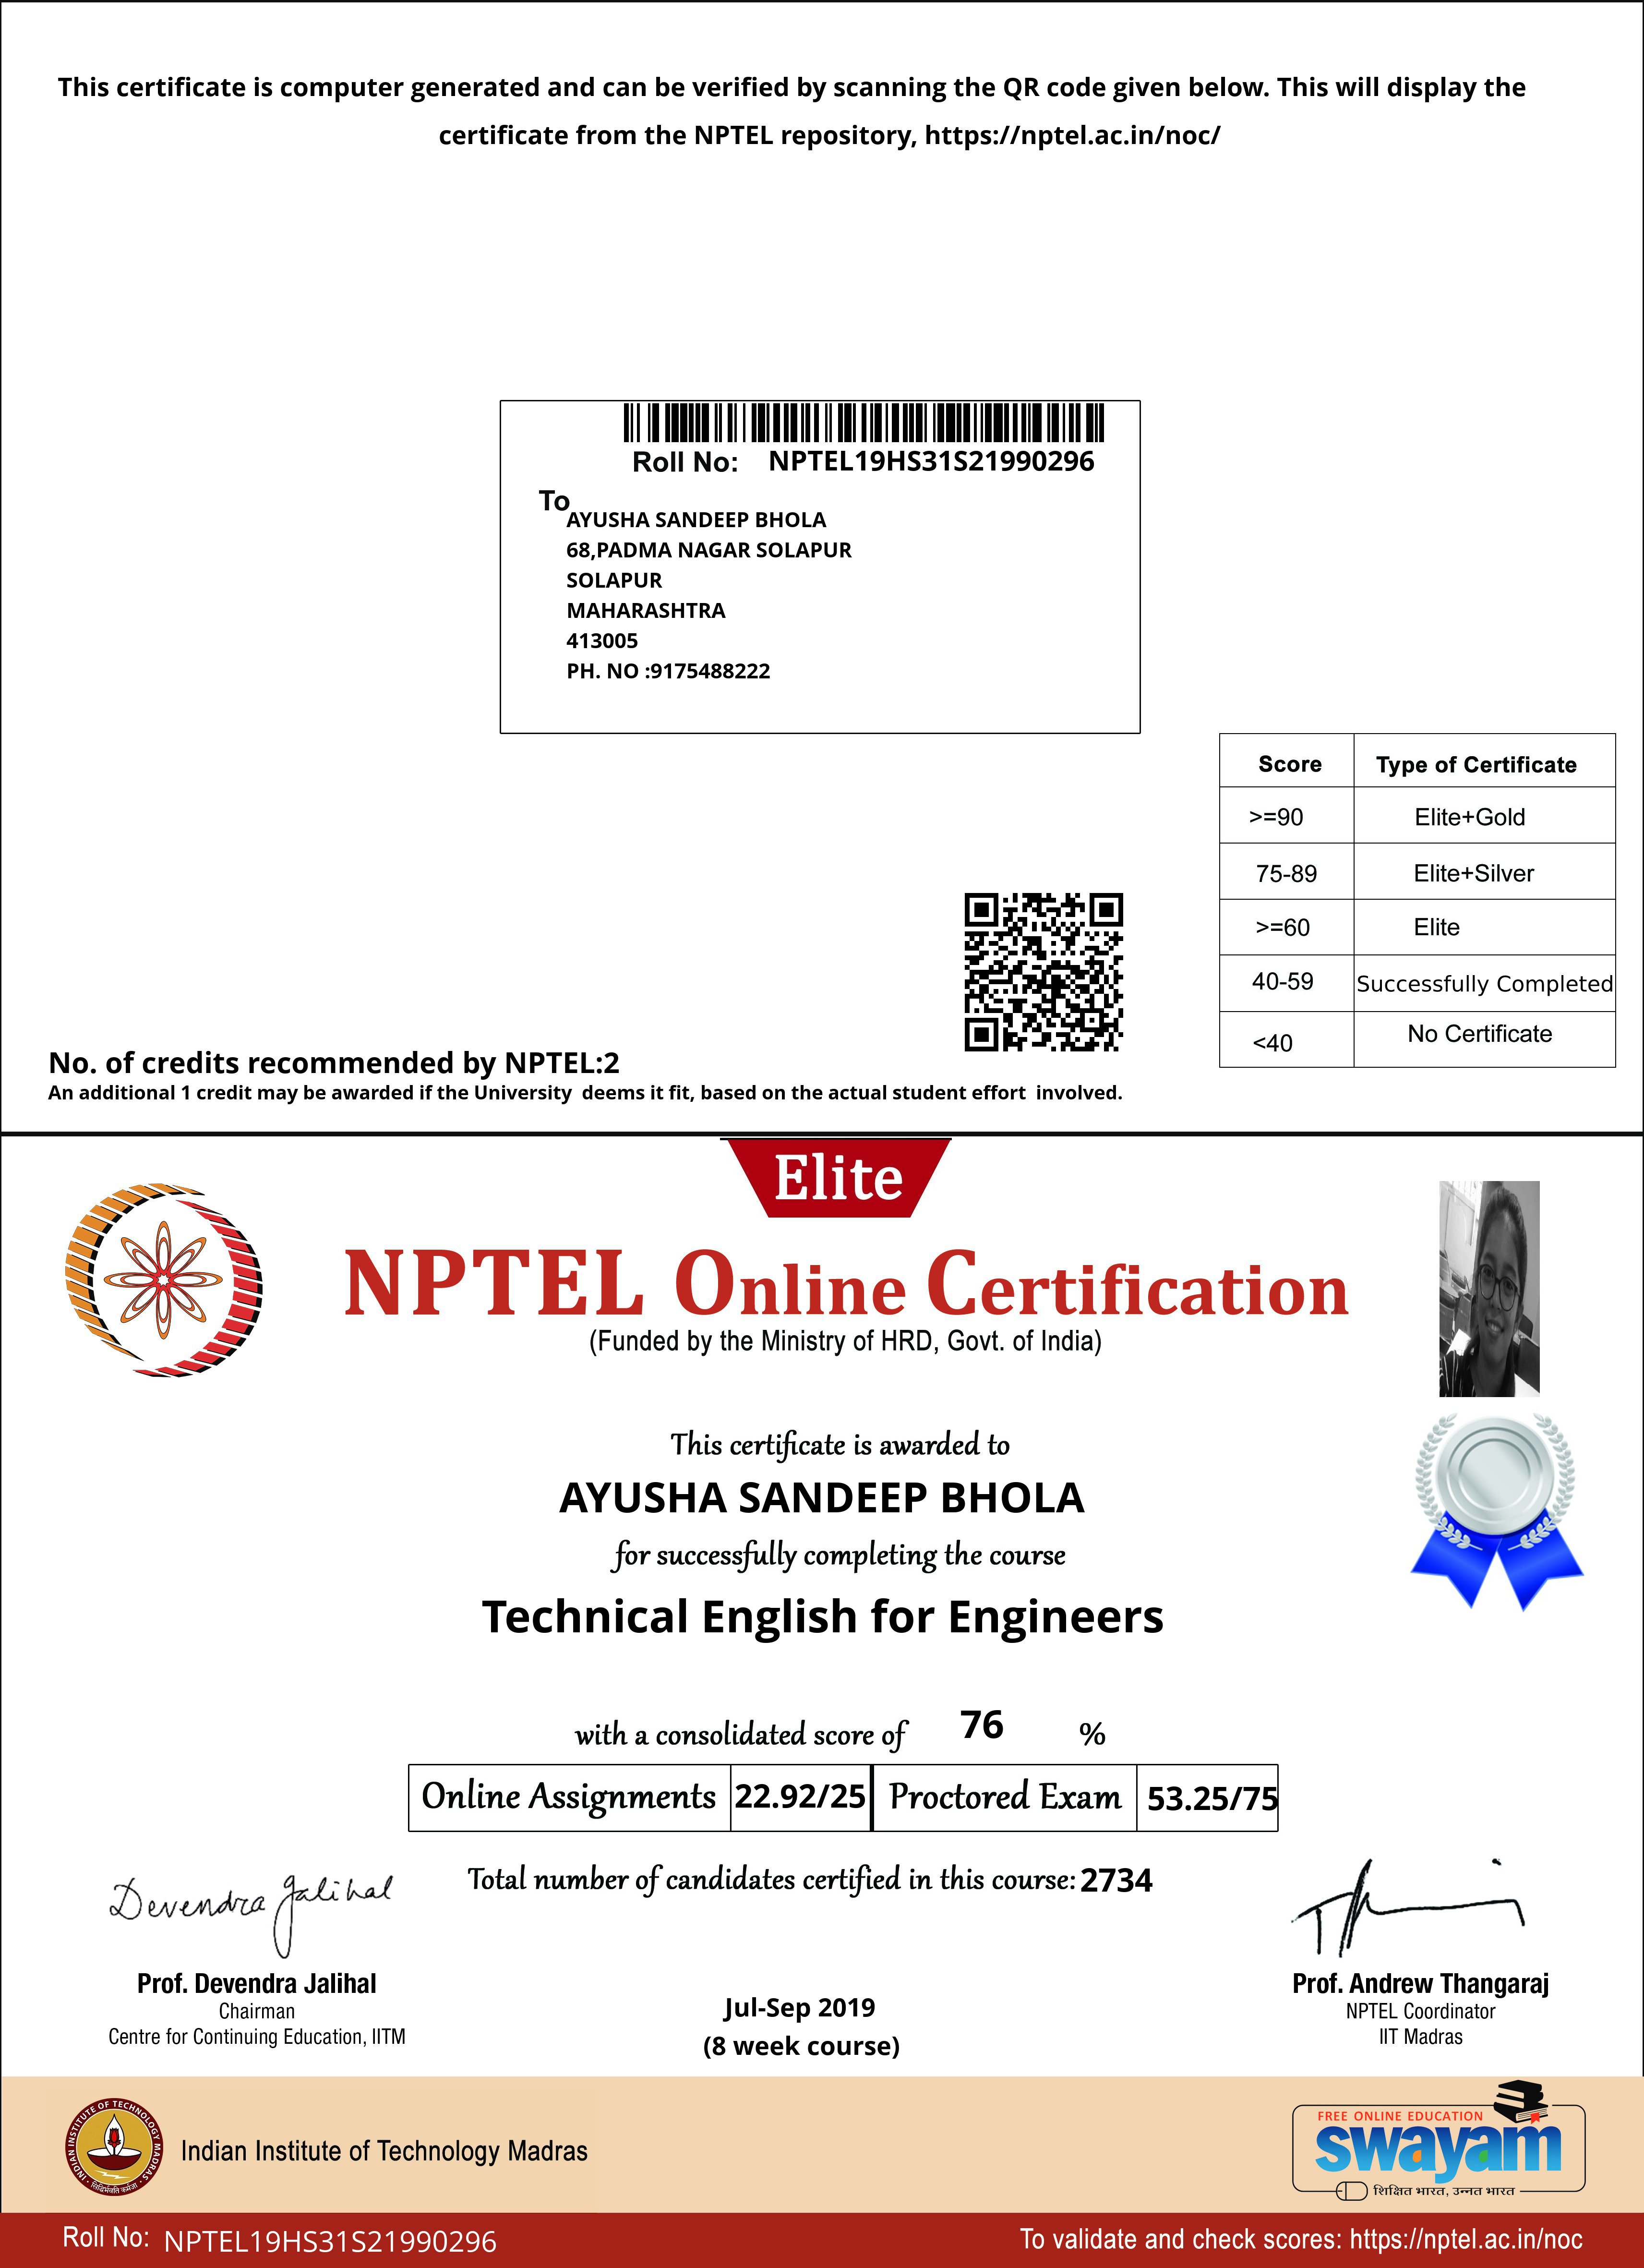 This certificate is computer generated and can be verified by scanning the QR code given below. This will display the
certificate from the NPTEL repository, https://nptel.ac.in/noc/
Roll No: NPTEL19HS31S21990296
To
AYUSHA SANDEEP BHOLA
68,PADMA NAGAR SOLAPUR
SOLAPUR
MAHARASHTRA
413005
PH. NO :9175488222
Score Type of Certificate
>=90 Elite+Gold
75-89 Elite+Silver
>=60 Elite
40-59 Successfully Completed
<40 No Certificate
No. of credits recommended by NPTEL:2
An additional 1 credit may be awarded if the University deems it fit, based on the actual student effort involved.
Elite
NPTEL Online Certification
(Funded by the Ministry of HRD, Govt. of India)
This certificate is awarded to
AYUSHA SANDEEP BHOLA
for successfully completing the course
Technical English for Engineers
with a consolidated score of 76 %
Online Assignments 22.92/25 Proctored Exam 53.25/75
Total number of candidates certified in this course: 2734
Devendra Jalihal
Prof. Devendra Jalihal
Chairman
Centre for Continuing Education, IITM
Jul-Sep 2019
(8 week course)
Prof. Andrew Thangaraj
NPTEL Coordinator
IIT Madras
INDIAN INSTITUTE OF TECHNOLOGY MADRAS
सिद्धिर्भवति कर्मजा
Indian Institute of Technology Madras
FREE ONLINE EDUCATION
swayam
शिक्षित भारत, उन्नत भारत
Roll No: NPTEL19HS31S21990296
To validate and check scores: https://nptel.ac.in/noc